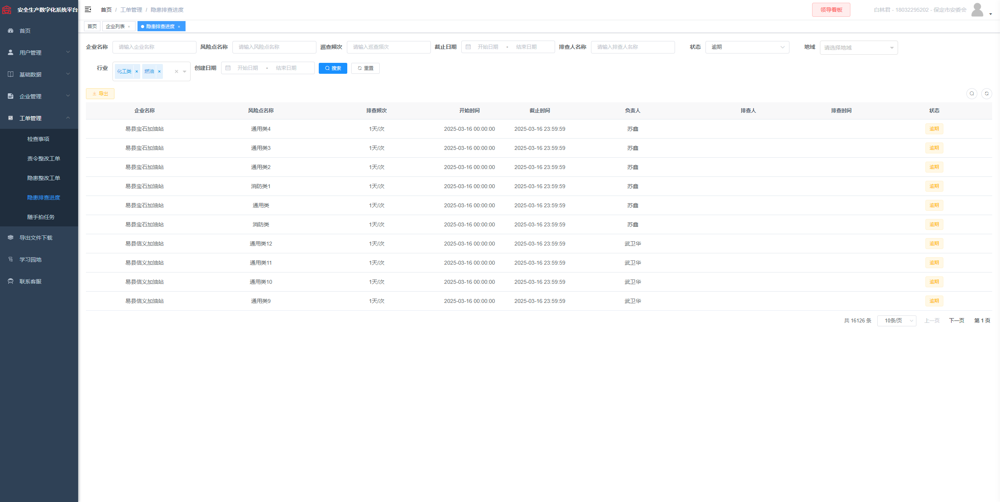 安全生产数字化系统平台
首页 / 工单管理 / 隐患排查进度
领导看板
白林君 - 18032295202 - 保定市安委会
首页
企业列表 ×
隐患排查进度 ×
首页
用户管理
基础数据
企业管理
工单管理
检查事项
责令整改工单
隐患整改工单
隐患排查进度
随手拍任务
导出文件下载
学习园地
联系客服
企业名称 请输入企业名称 风险点名称 请输入风险点名称 巡查频次 请输入巡查频次 截止日期 开始日期 - 结束日期 排查人名称 请输入排查人名称 状态 逾期 地域 请选择地域
行业 化工类 × 燃油 × × 创建日期 开始日期 - 结束日期 搜索 重置
导出
企业名称 风险点名称 排查频次 开始时间 截止时间 负责人 排查人 排查时间 状态
易县宝石加油站 通用类4 1天/次 2025-03-16 00:00:00 2025-03-16 23:59:59 苏鑫 逾期
易县宝石加油站 通用类3 1天/次 2025-03-16 00:00:00 2025-03-16 23:59:59 苏鑫 逾期
易县宝石加油站 通用类2 1天/次 2025-03-16 00:00:00 2025-03-16 23:59:59 苏鑫 逾期
易县宝石加油站 消防类1 1天/次 2025-03-16 00:00:00 2025-03-16 23:59:59 苏鑫 逾期
易县宝石加油站 通用类 1天/次 2025-03-16 00:00:00 2025-03-16 23:59:59 苏鑫 逾期
易县宝石加油站 消防类 1天/次 2025-03-16 00:00:00 2025-03-16 23:59:59 苏鑫 逾期
易县信义加油站 通用类12 1天/次 2025-03-16 00:00:00 2025-03-16 23:59:59 武卫华 逾期
易县信义加油站 通用类11 1天/次 2025-03-16 00:00:00 2025-03-16 23:59:59 武卫华 逾期
易县信义加油站 通用类10 1天/次 2025-03-16 00:00:00 2025-03-16 23:59:59 武卫华 逾期
易县信义加油站 通用类9 1天/次 2025-03-16 00:00:00 2025-03-16 23:59:59 武卫华 逾期
共 16126 条 10条/页 上一页 下一页 第 1 页